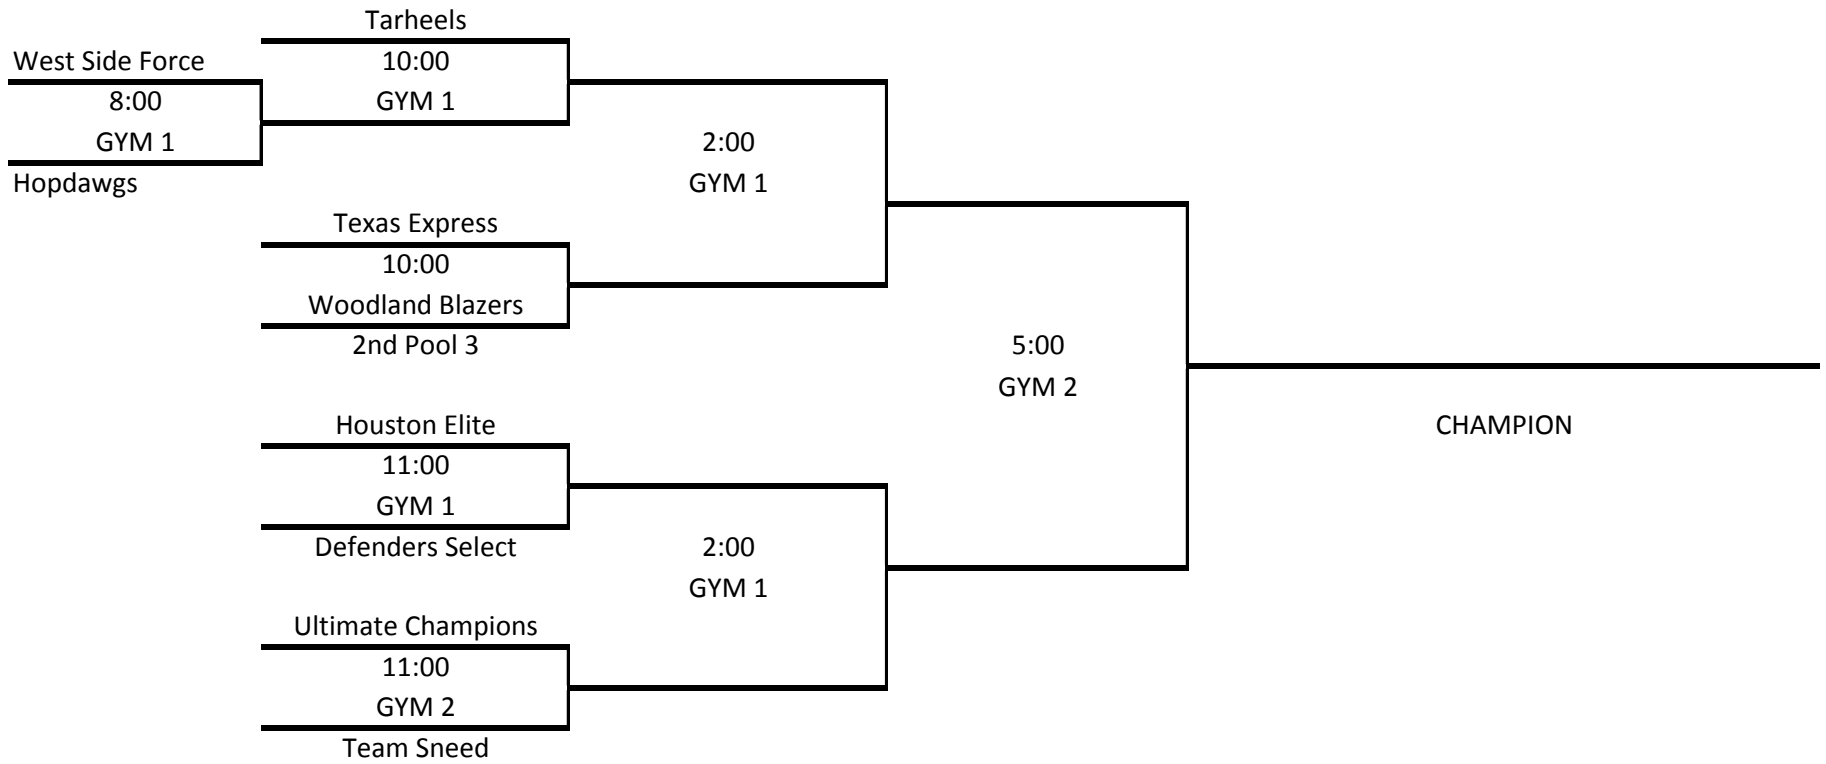 Tarheels
West Side Force
10:00
8:00
GYM 1
GYM 1
2:00
Hopdawgs
GYM 1
Texas Express
10:00
Woodland Blazers
2nd Pool 3
5:00
GYM 2
Houston Elite
CHAMPION
11:00
GYM 1
Defenders Select
2:00
GYM 1
Ultimate Champions
11:00
GYM 2
Team Sneed